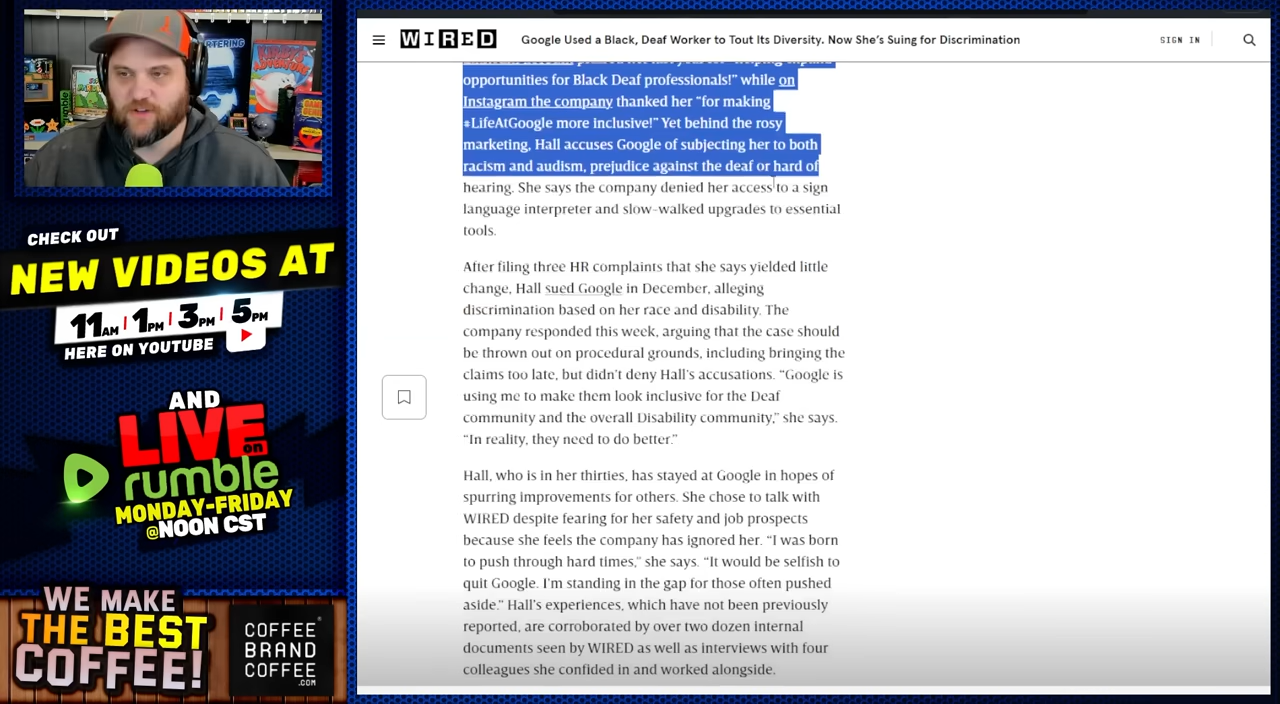 WIRED
Google Used a Black, Deaf Worker to Tout Its Diversity. Now She's Suing for Discrimination
SIGN IN
opportunities for Black Deaf professionals!" while on
Instagram the company thanked her "for making
#LifeAtGoogle more inclusive!" Yet behind the rosy
marketing, Hall accuses Google of subjecting her to both
racism and audism, prejudice against the deaf or hard of
hearing. She says the company denied her access to a sign
language interpreter and slow-walked upgrades to essential
tools.
After filing three HR complaints that she says yielded little
change, Hall sued Google in December, alleging
discrimination based on her race and disability. The
company responded this week, arguing that the case should
be thrown out on procedural grounds, including bringing the
claims too late, but didn't deny Hall's accusations. "Google is
using me to make them look inclusive for the Deaf
community and the overall Disability community," she says.
"In reality, they need to do better."
Hall, who is in her thirties, has stayed at Google in hopes of
spurring improvements for others. She chose to talk with
WIRED despite fearing for her safety and job prospects
because she feels the company has ignored her. "I was born
to push through hard times," she says. "It would be selfish to
quit Google. I'm standing in the gap for those often pushed
aside." Hall's experiences, which have not been previously
reported, are corroborated by over two dozen internal
documents seen by WIRED as well as interviews with four
colleagues she confided in and worked alongside.
CHECK OUT
NEW VIDEOS AT
11AM | 1PM | 3PM | 5PM
HERE ON YOUTUBE
AND
LIVE on
rumble
MONDAY-FRIDAY
@NOON CST
WE MAKE
THE BEST
COFFEE!
COFFEE
BRAND
COFFEE
.COM